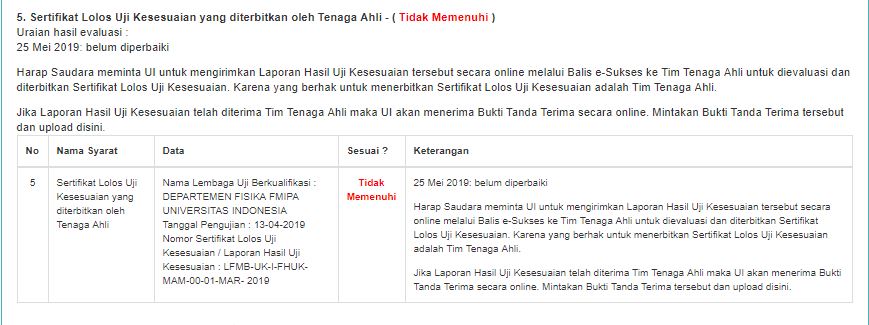 5. Sertifikat Lolos Uji Kesesuaian yang diterbitkan oleh Tenaga Ahli - ( Tidak Memenuhi )
Uraian hasil evaluasi :
25 Mei 2019: belum diperbaiki
Harap Saudara meminta UI untuk mengirimkan Laporan Hasil Uji Kesesuaian tersebut secara online melalui Balis e-Sukses ke Tim Tenaga Ahli untuk dievaluasi dan
diterbitkan Sertifikat Lolos Uji Kesesuaian. Karena yang berhak untuk menerbitkan Sertifikat Lolos Uji Kesesuaian adalah Tim Tenaga Ahli.
Jika Laporan Hasil Uji Kesesuaian telah diterima Tim Tenaga Ahli maka UI akan menerima Bukti Tanda Terima secara online. Mintakan Bukti Tanda Terima tersebut
dan upload disini.
No Nama Syarat Data Sesuai ? Keterangan
5
Sertifikat Lolos Uji
Kesesuaian yang
diterbitkan oleh
Tenaga Ahli
Nama Lembaga Uji Berkualifikasi :
DEPARTEMEN FISIKA FMIPA
UNIVERSITAS INDONESIA
Tanggal Pengujian : 13-04-2019
Nomor Sertifikat Lolos Uji
Kesesuaian / Laporan Hasil Uji
Kesesuaian : LFMB-UK-I-FHUK-
MAM-00-01-MAR- 2019
Tidak
Memenuhi
25 Mei 2019: belum diperbaiki
Harap Saudara meminta UI untuk mengirimkan Laporan Hasil Uji Kesesuaian tersebut secara
online melalui Balis e-Sukses ke Tim Tenaga Ahli untuk dievaluasi dan diterbitkan Sertifikat
Lolos Uji Kesesuaian. Karena yang berhak untuk menerbitkan Sertifikat Lolos Uji Kesesuaian
adalah Tim Tenaga Ahli.
Jika Laporan Hasil Uji Kesesuaian telah diterima Tim Tenaga Ahli maka UI akan menerima Bukti
Tanda Terima secara online. Mintakan Bukti Tanda Terima tersebut dan upload disini.